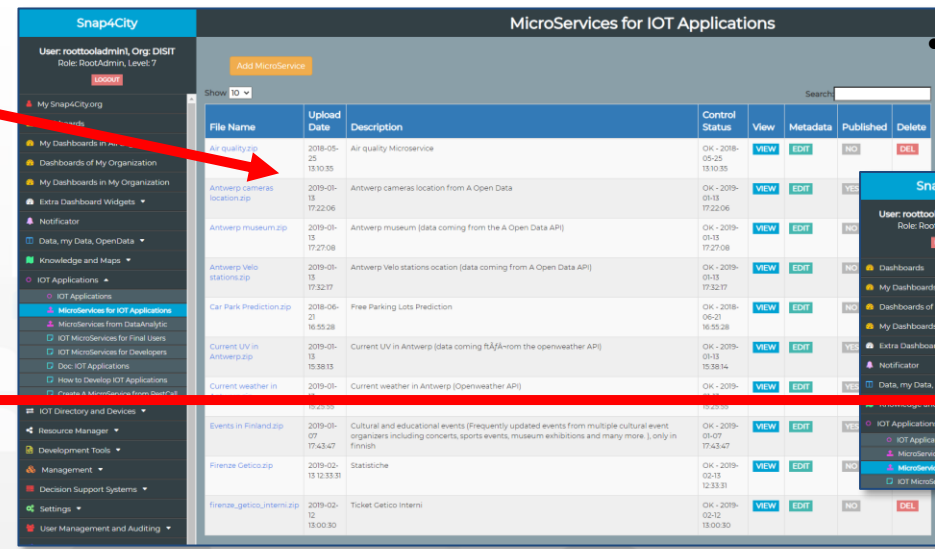 Snap4City
MicroServices for IOT Applications
User: roottooladmin1, Org: DISIT
Role: RootAdmin, Level: 7
LOGOUT
My Snap4City.org
My Dashboards in
Dashboards of My Organization
My Dashboards in My Organization
Extra Dashboard Widgets
Notificator
Data, my Data, OpenData
Knowledge and Maps
IOT Applications
IOT Applications
MicroServices for IOT Applications
MicroServices from DataAnalytic
IOT MicroServices for Final Users
IOT MicroServices for Developers
Doc: IOT Applications
How to Develop IOT Applications
Create A MicroService from RestCall
IOT Directory and Devices
Resource Manager
Development Tools
Management
Decision Support Systems
Settings
User Management and Auditing
Add MicroService
Show 10
Search:
File Name Upload Date Description Control Status View Metadata Published Delete
Air quality.zip 2018-05-25 13:10:35 Air quality Microservice OK - 2018-05-25 13:10:35 VIEW EDIT NO DEL
Antwerp cameras location.zip 2019-01-13 17:22:06 Antwerp cameras location from A Open Data OK - 2019-01-13 17:22:06 VIEW EDIT YES
Antwerp museum.zip 2019-01-13 17:27:08 Antwerp museum (data coming from the A Open Data API) OK - 2019-01-13 17:27:08 VIEW EDIT NO
Antwerp Velo stations.zip 2019-01-13 17:32:17 Antwerp Velo stations ocation (data coming from A Open Data API) OK - 2019-01-13 17:32:17 VIEW EDIT NO
Car Park Prediction.zip 2018-06-21 16:55:28 Free Parking Lots Prediction OK - 2018-06-21 16:55:28 VIEW EDIT NO
Current UV in Antwerp.zip 2019-01-13 15:38:13 Current UV in Antwerp (data coming ftÃƒÂ¬rom the openweather API) OK - 2019-01-13 15:38:14 VIEW EDIT YES
Current weather in 2019-01- Current weather in Antwerp (Openweather API) OK - 2019- VIEW EDIT YES
Events in Finland.zip 2019-01-07 17:43:47 Cultural and educational events (Frequently updated events from multiple cultural event organizers including concerts, sports events, museum exhibitions and many more. ), only in finnish OK - 2019-01-07 17:43:47 VIEW EDIT YES
Firenze Getico.zip 2019-02-13 12:33:31 Statistiche OK - 2019-02-13 12:33:31 VIEW EDIT NO
firenze_getico_interni.zip 2019-02-12 13:00:30 Ticket Getico Interni OK - 2019-02-12 13:00:30 VIEW EDIT NO DEL
Sna
User: roottoo
Role: Roo
Dashboards
My Dashboards
Dashboards of
My Dashboards
Extra Dashboar
Notificator
Data, my Data,
IOT Applications
IOT Applica
MicroServic
MicroServic
IOT MicroSe